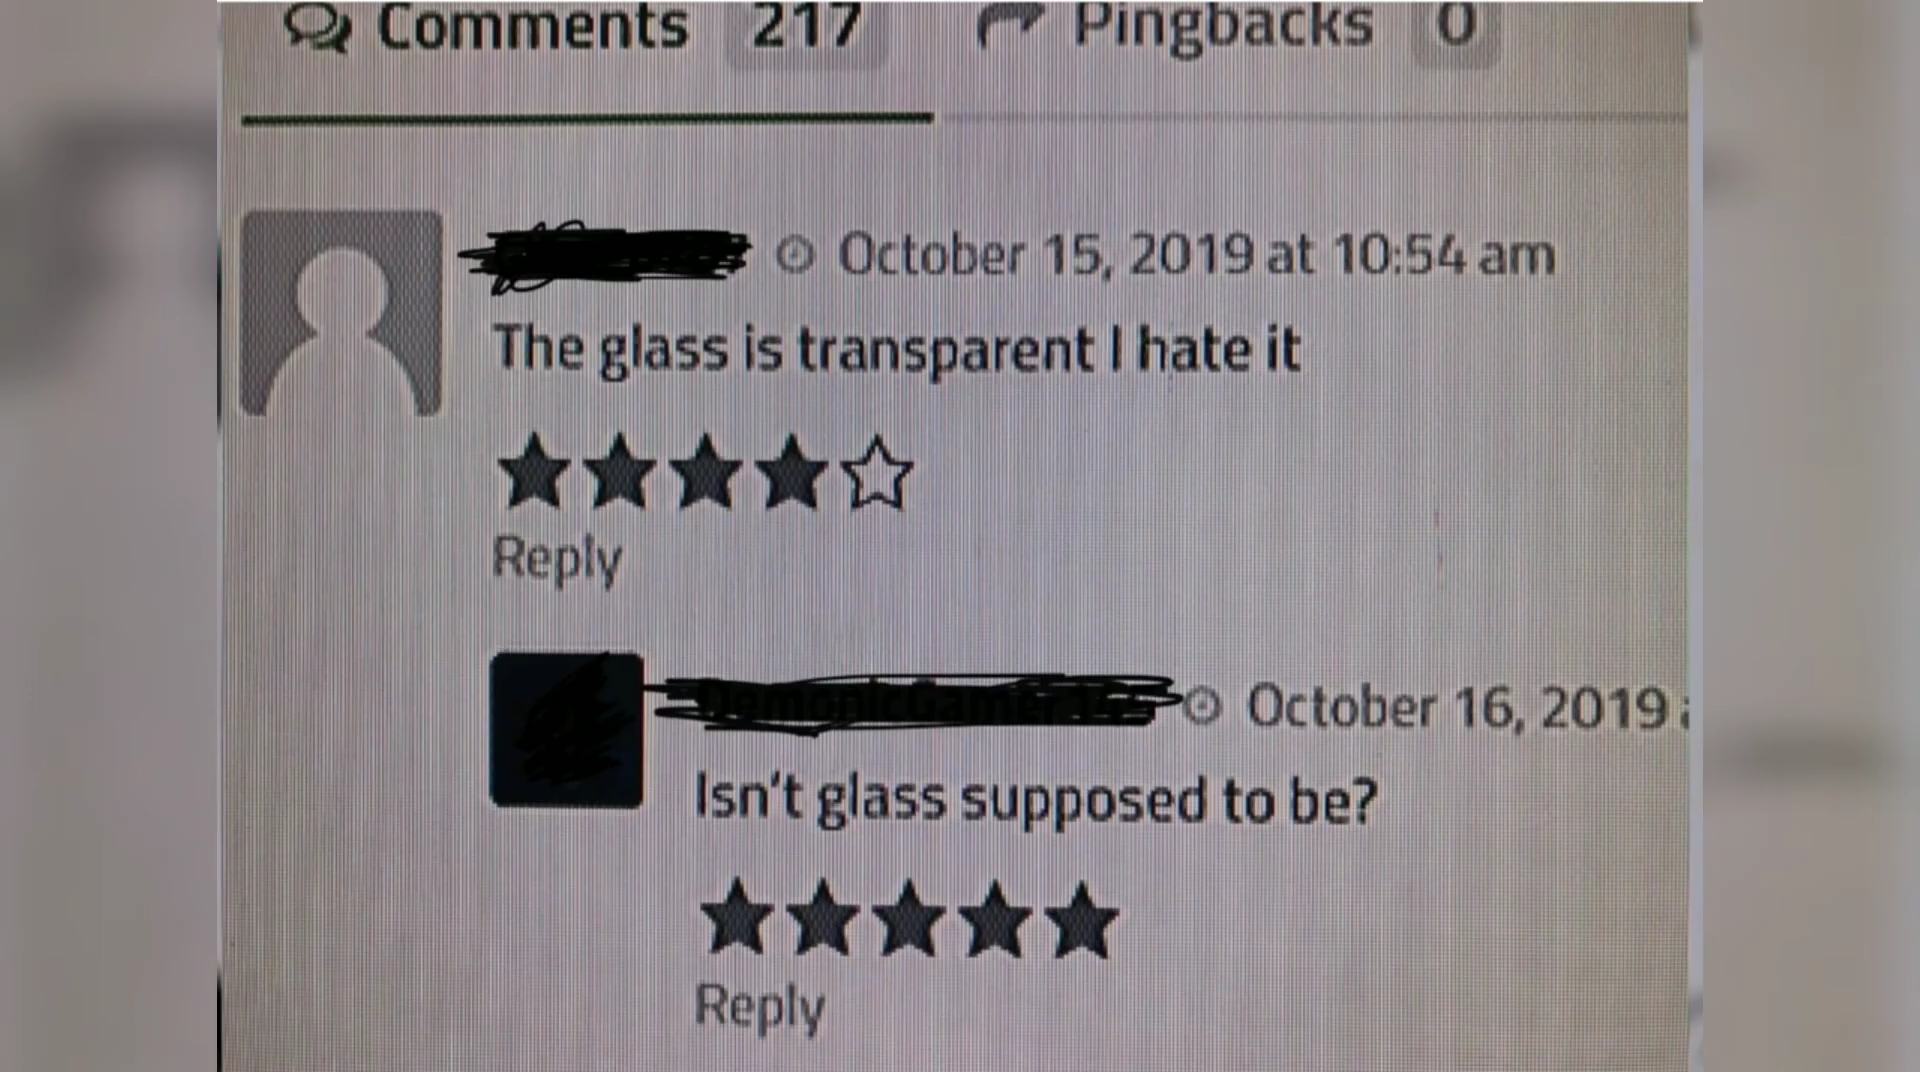 Comments 217 Pingbacks 0
October 15, 2019 at 10:54 am
The glass is transparent I hate it
Reply
October 16, 2019
Isn't glass supposed to be?
Reply